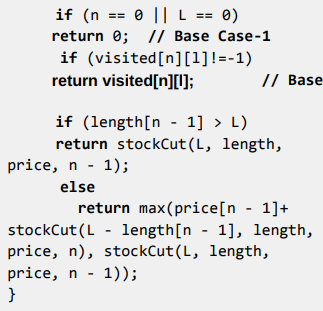 if (n == 0 || L == 0)
return 0;  // Base Case-1
if (visited[n][l]!=-1)
return visited[n][l];          // Base
if (length[n - 1] > L)
return stockCut(L, length,
price, n - 1);
else
return max(price[n - 1]+
stockCut(L - length[n - 1], length,
price, n), stockCut(L, length,
price, n - 1));
}